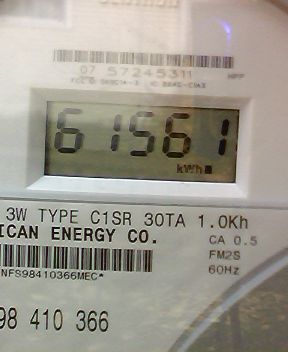 07 57245311 HPF
61561
kWh
3W TYPE C1SR 30TA 1.0Kh
ICAN ENERGY CO.
CA 0.5
FM2S
60Hz
*NFS98410366MEC*
98 410 366